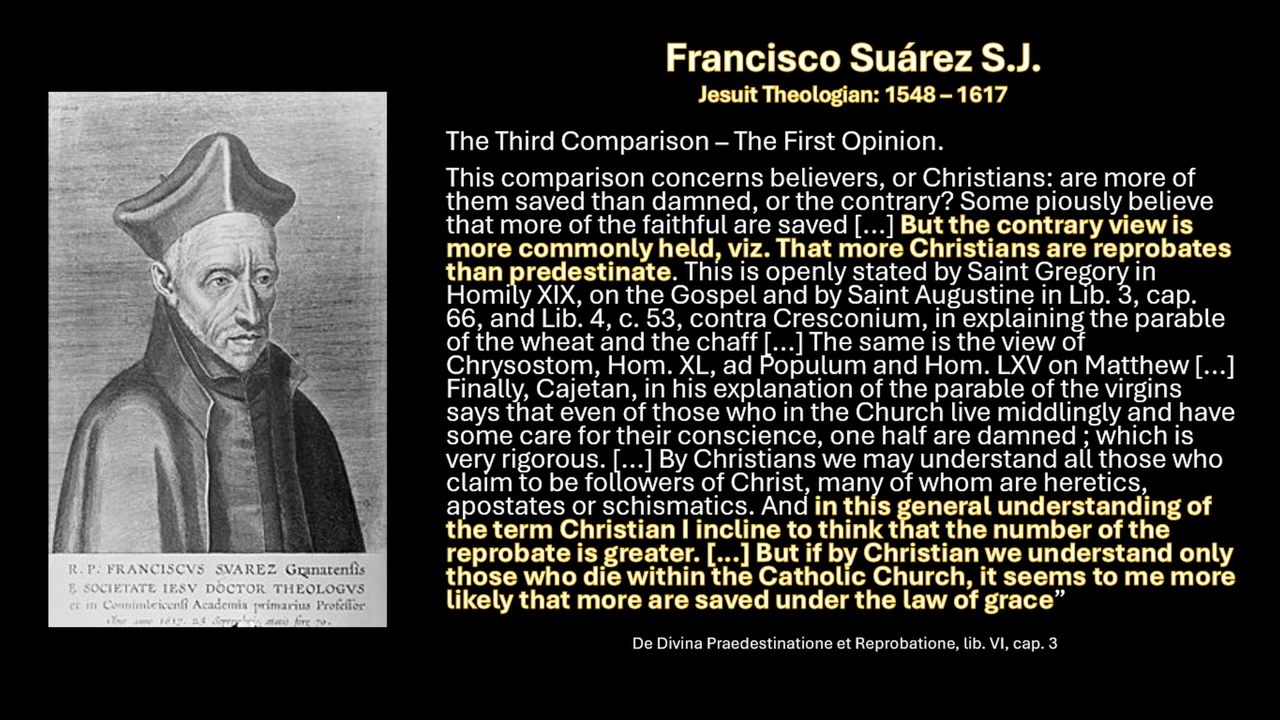 Francisco Suárez S.J.
Jesuit Theologian: 1548 – 1617
The Third Comparison – The First Opinion.
This comparison concerns believers, or Christians: are more of
them saved than damned, or the contrary? Some piously believe
that more of the faithful are saved [...] But the contrary view is
more commonly held, viz. That more Christians are reprobates
than predestinate. This is openly stated by Saint Gregory in
Homily XIX, on the Gospel and by Saint Augustine in Lib. 3, cap.
66, and Lib. 4, c. 53, contra Cresconium, in explaining the parable
of the wheat and the chaff [...] The same is the view of
Chrysostom, Hom. XL, ad Populum and Hom. LXV on Matthew [...]
Finally, Cajetan, in his explanation of the parable of the virgins
says that even of those who in the Church live middlingly and have
some care for their conscience, one half are damned ; which is
very rigorous. [...] By Christians we may understand all those who
claim to be followers of Christ, many of whom are heretics,
apostates or schismatics. And in this general understanding of
the term Christian I incline to think that the number of the
reprobate is greater. [...] But if by Christian we understand only
those who die within the Catholic Church, it seems to me more
likely that more are saved under the law of grace”
De Divina Praedestinatione et Reprobatione, lib. VI, cap. 3
R. P. FRANCISCVS SVAREZ Granatensis
E SOCIETATE IESV DOCTOR THEOLOGVS
et in Conimbricensi Academia primarius Professor
Obijt anno 1617. 25 Septembris, ætatis